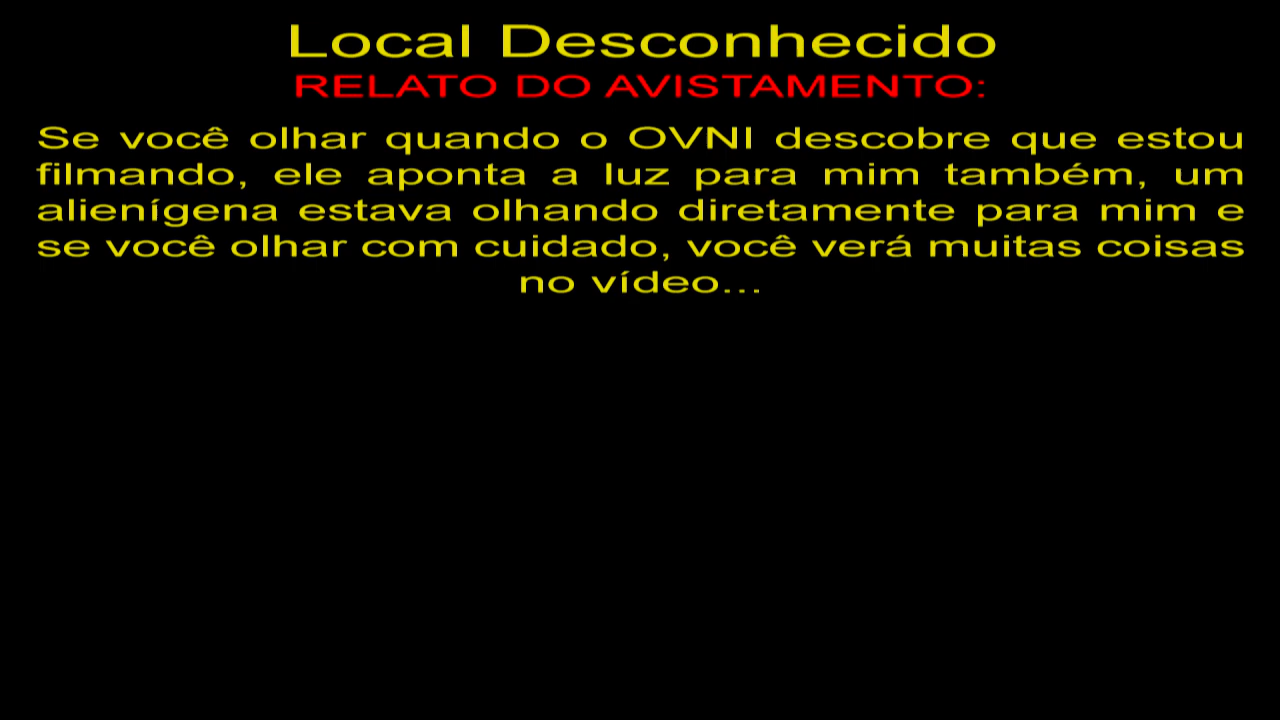 Local Desconhecido
RELATO DO AVISTAMENTO:
Se você olhar quando o OVNI descobre que estou
filmando, ele aponta a luz para mim também, um
alienígena estava olhando diretamente para mim e
se você olhar com cuidado, você verá muitas coisas
no vídeo...